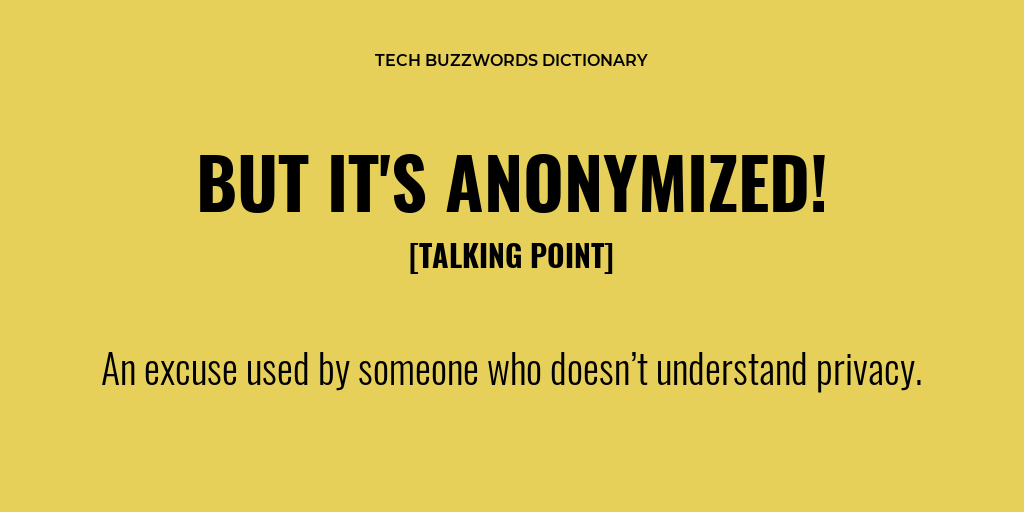 TECH BUZZWORDS DICTIONARY
BUT IT'S ANONYMIZED!
[TALKING POINT]
An excuse used by someone who doesn’t understand privacy.